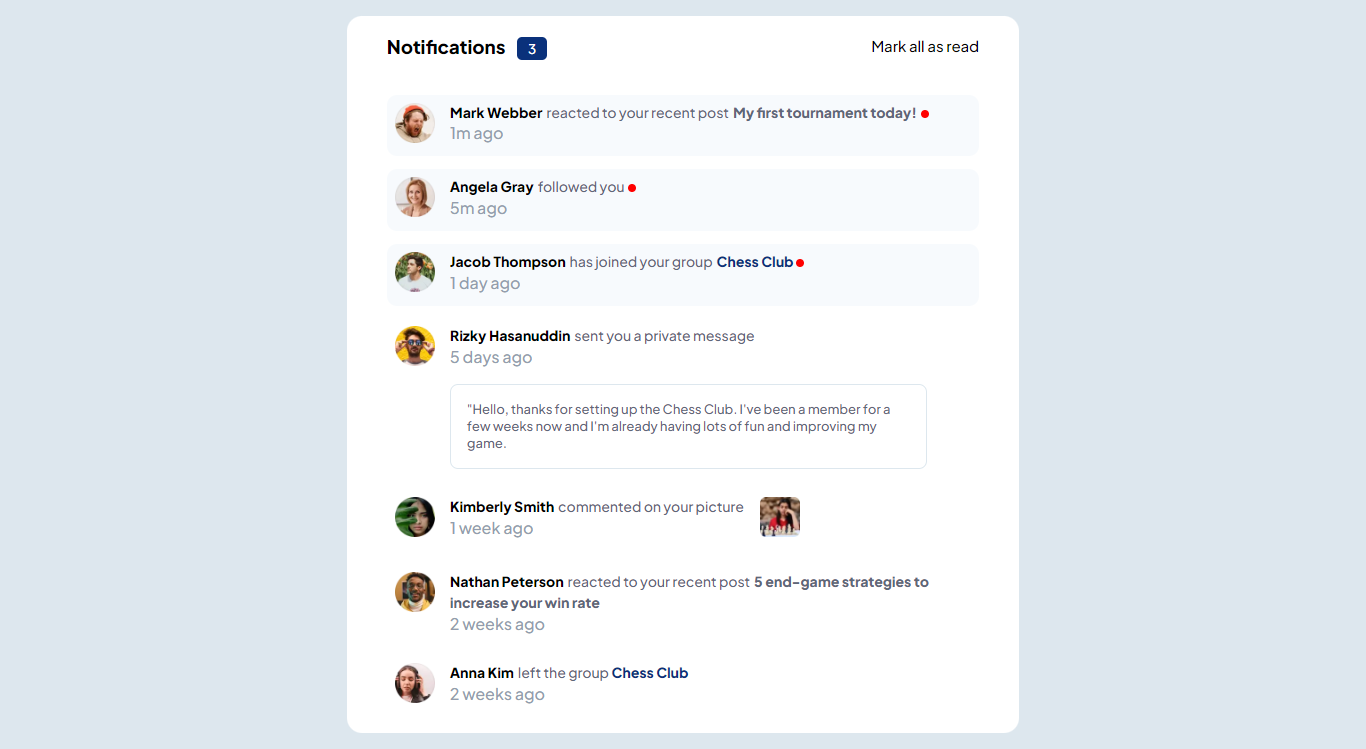 Notifications 3 Mark all as read
Mark Webber reacted to your recent post My first tournament today!
1m ago
Angela Gray followed you
5m ago
Jacob Thompson has joined your group Chess Club
1 day ago
Rizky Hasanuddin sent you a private message
5 days ago
"Hello, thanks for setting up the Chess Club. I've been a member for a
few weeks now and I'm already having lots of fun and improving my
game.
Kimberly Smith commented on your picture
1 week ago
Nathan Peterson reacted to your recent post 5 end-game strategies to
increase your win rate
2 weeks ago
Anna Kim left the group Chess Club
2 weeks ago